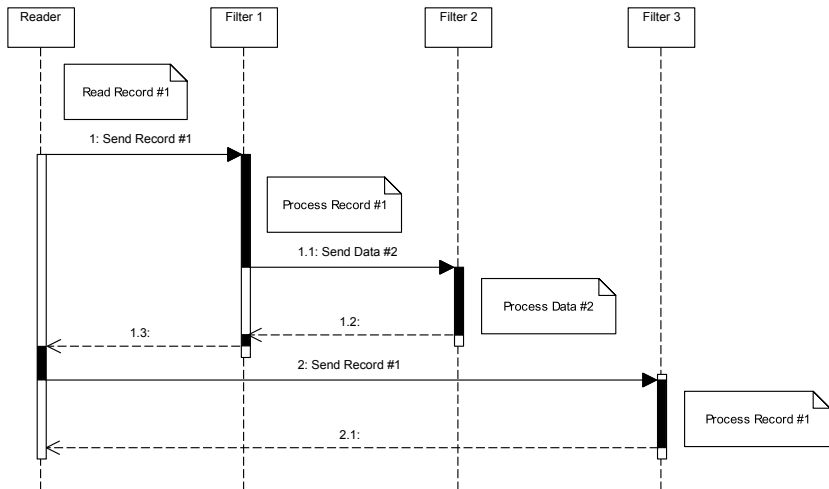 Reader
Filter 1
Filter 2
Filter 3
Read Record #1
1: Send Record #1
Process Record #1
1.1: Send Data #2
Process Data #2
1.2:
1.3:
2: Send Record #1
Process Record #1
2.1: